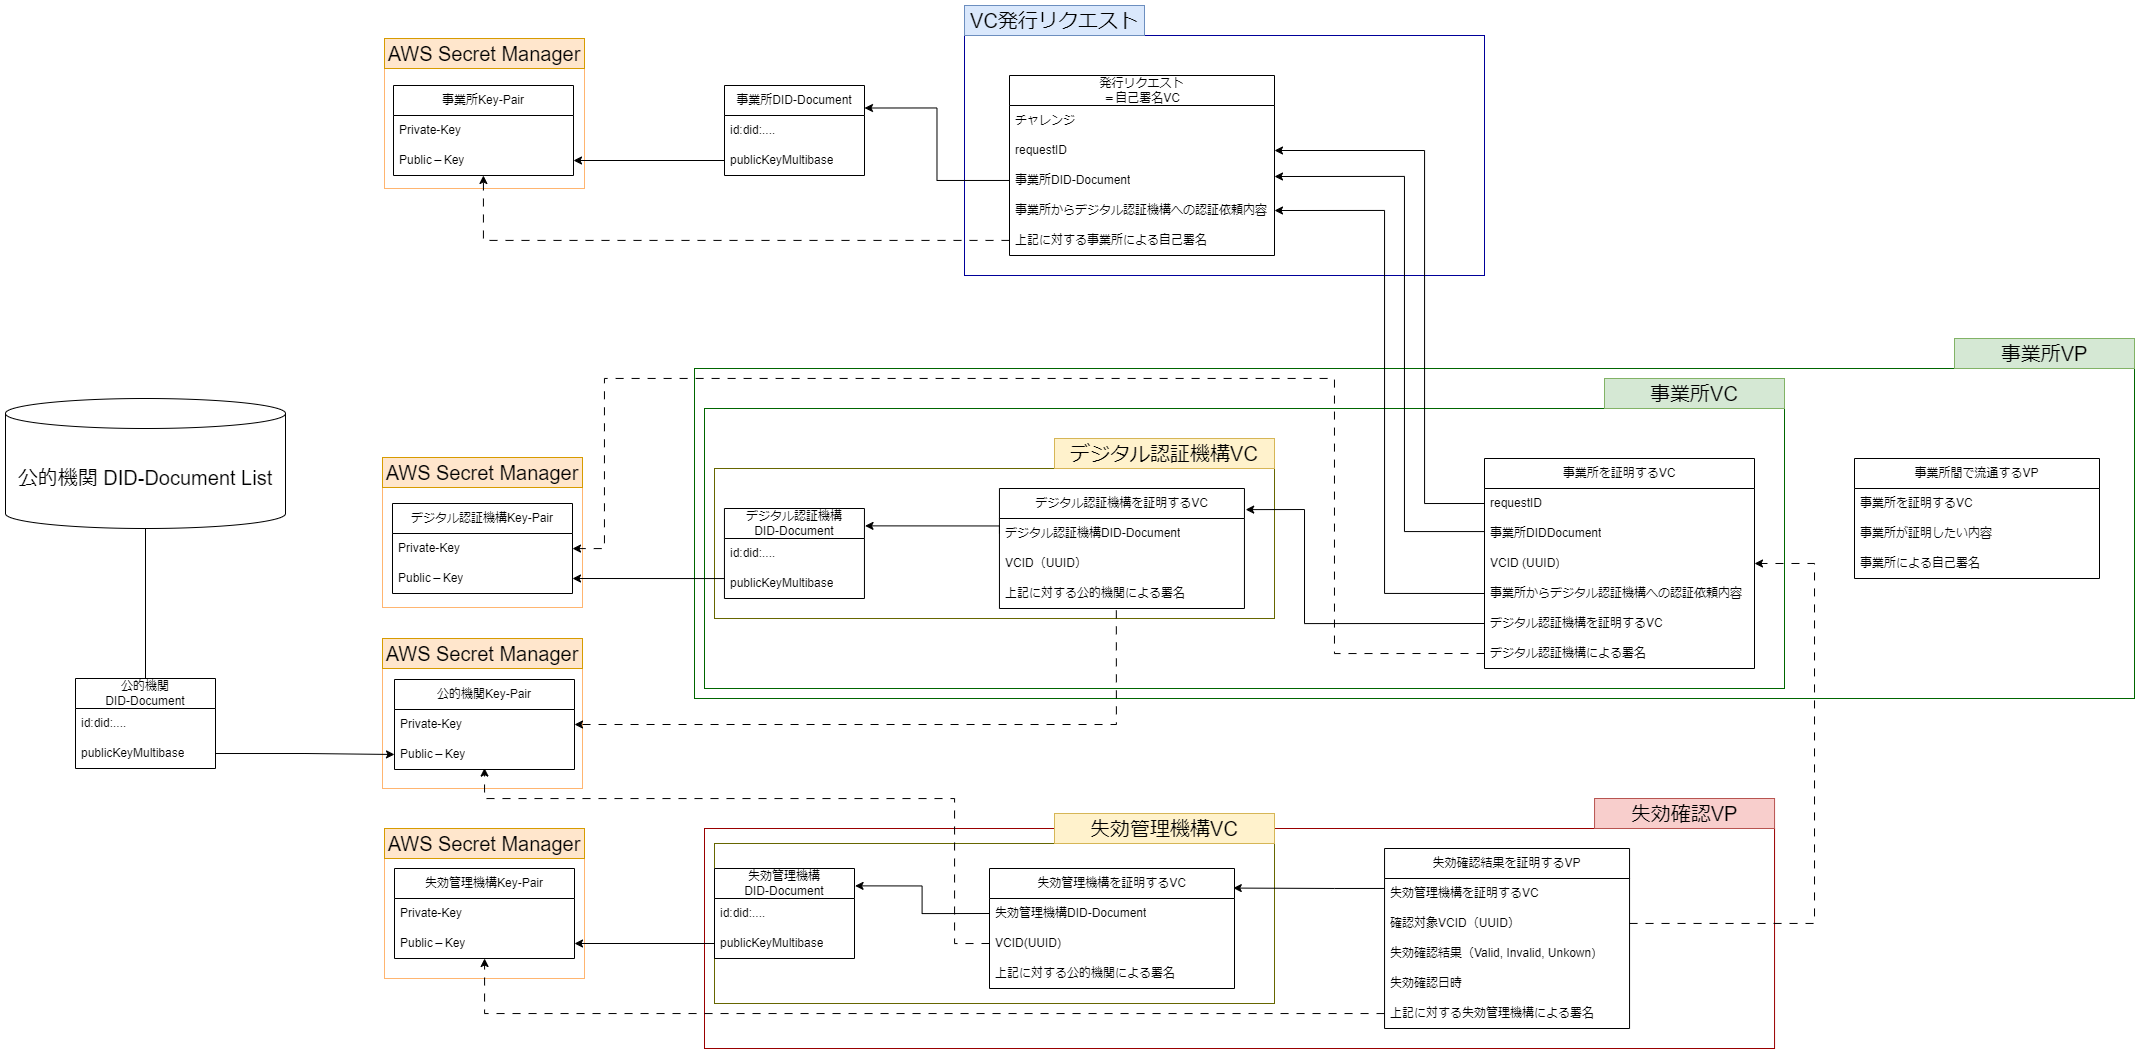 VC発行リクエスト
AWS Secret Manager
事業所Key-Pair
Private-Key
Public – Key
事業所DID-Document
id:did:....
publicKeyMultibase
発行リクエスト
＝自己署名VC
チャレンジ
requestID
事業所DID-Document
事業所からデジタル認証機構への認証依頼内容
上記に対する事業所による自己署名
事業所VP
事業所VC
公的機関 DID-Document List
AWS Secret Manager
デジタル認証機構Key-Pair
Private-Key
Public – Key
デジタル認証機構VC
デジタル認証機構
DID-Document
id:did:....
publicKeyMultibase
デジタル認証機構を証明するVC
デジタル認証機構DID-Document
VCID（UUID）
上記に対する公的機関による署名
事業所を証明するVC
requestID
事業所DIDDocument
VCID (UUID)
事業所からデジタル認証機構への認証依頼内容
デジタル認証機構を証明するVC
デジタル認証機構による署名
事業所間で流通するVP
事業所を証明するVC
事業所が証明したい内容
事業所による自己署名
公的機関
DID-Document
id:did:....
publicKeyMultibase
AWS Secret Manager
公的機関Key-Pair
Private-Key
Public – Key
AWS Secret Manager
失効管理機構Key-Pair
Private-Key
Public – Key
失効確認VP
失効管理機構VC
失効管理機構
DID-Document
id:did:....
publicKeyMultibase
失効管理機構を証明するVC
失効管理機構DID-Document
VCID(UUID)
上記に対する公的機関による署名
失効確認結果を証明するVP
失効管理機構を証明するVC
確認対象VCID（UUID）
失効確認結果（Valid, Invalid, Unkown）
失効確認日時
上記に対する失効管理機構による署名